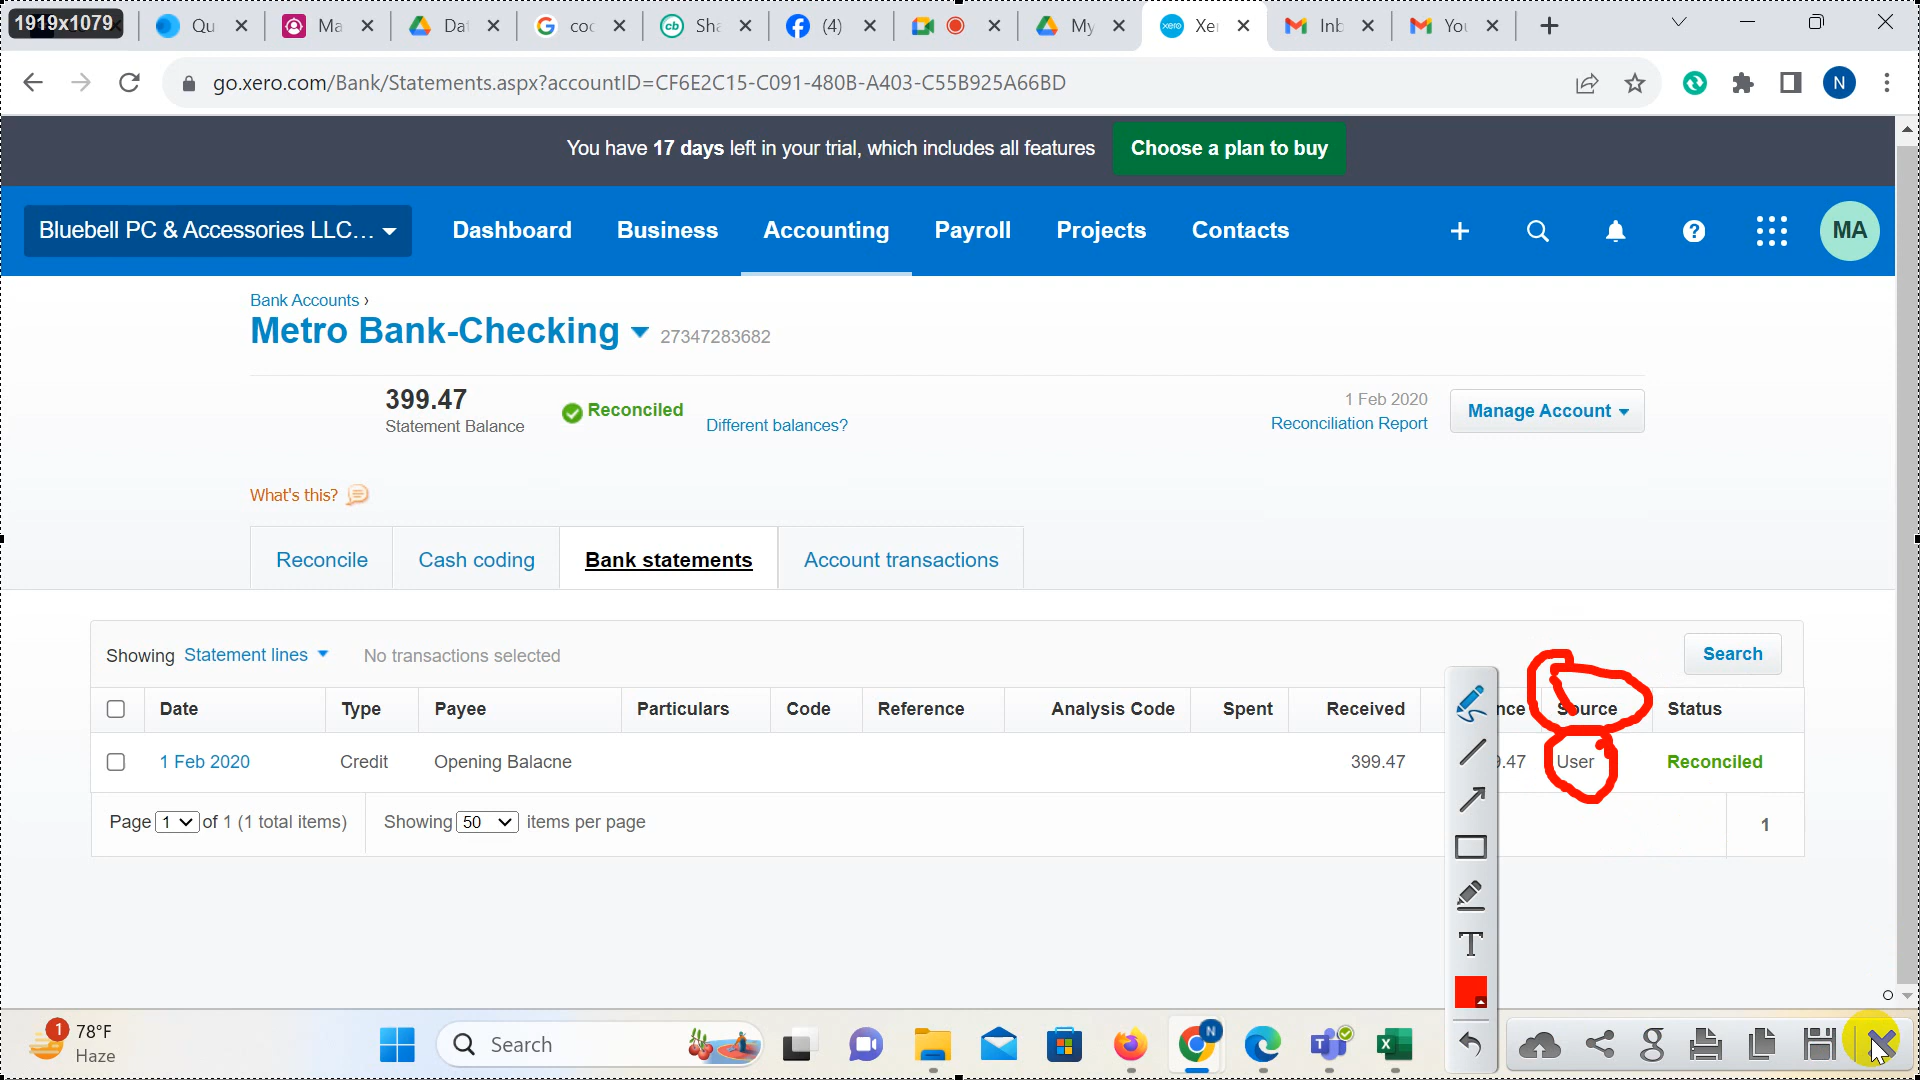 1919x1079
Qu
Ma
Da
coc
Sha
(4)
My
Xer
Inb
You
go.xero.com/Bank/Statements.aspx?accountID=CF6E2C15-C091-480B-A403-C55B925A66BD
N
You have 17 days left in your trial, which includes all features
Choose a plan to buy
Bluebell PC & Accessories LLC...
Dashboard
Business
Accounting
Payroll
Projects
Contacts
MA
Bank Accounts ›
Metro Bank-Checking 27347283682
399.47
Statement Balance
Reconciled
Different balances?
1 Feb 2020
Reconciliation Report
Manage Account
What's this?
Reconcile
Cash coding
Bank statements
Account transactions
Showing Statement lines No transactions selected
Search
Date Type Payee Particulars Code Reference Analysis Code Spent Received nce Source Status
1 Feb 2020 Credit Opening Balacne 399.47 9.47 User Reconciled
Page 1 of 1 (1 total items) Showing 50 items per page 1
T
1 78°F
Haze
Search
N